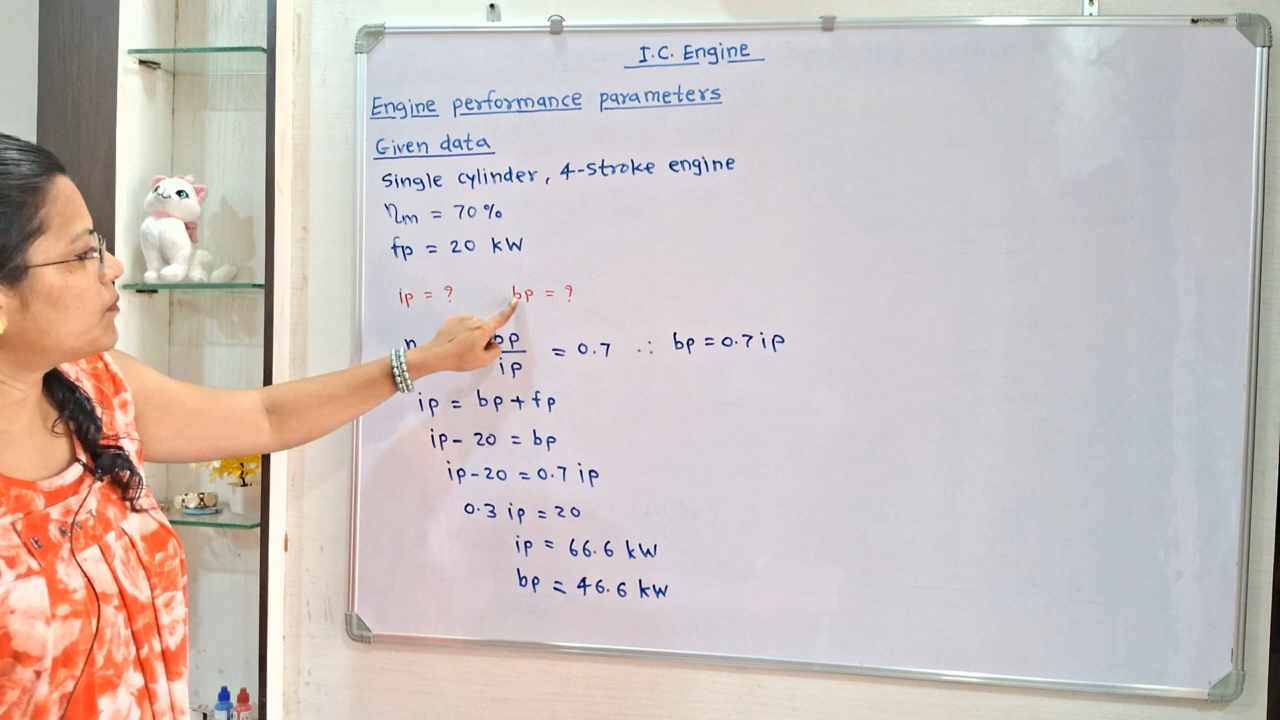 I.C. Engine
Engine performance parameters
Given data
Single cylinder, 4-stroke engine
ηm = 70%
fp = 20 kW
ip = ? bp = ?
bp/ip = 0.7 ∴ bp = 0.7 ip
ip = bp + fp
ip - 20 = bp
ip - 20 = 0.7 ip
0.3 ip = 20
ip = 66.6 kW
bp = 46.6 kW